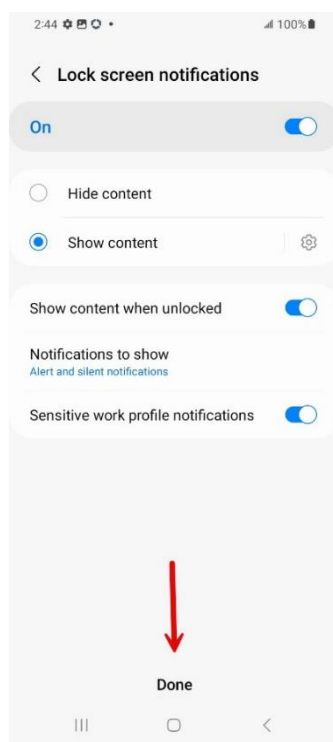 2:44 100%
Lock screen notifications
On
Hide content
Show content
Show content when unlocked
Notifications to show
Alert and silent notifications
Sensitive work profile notifications
Done